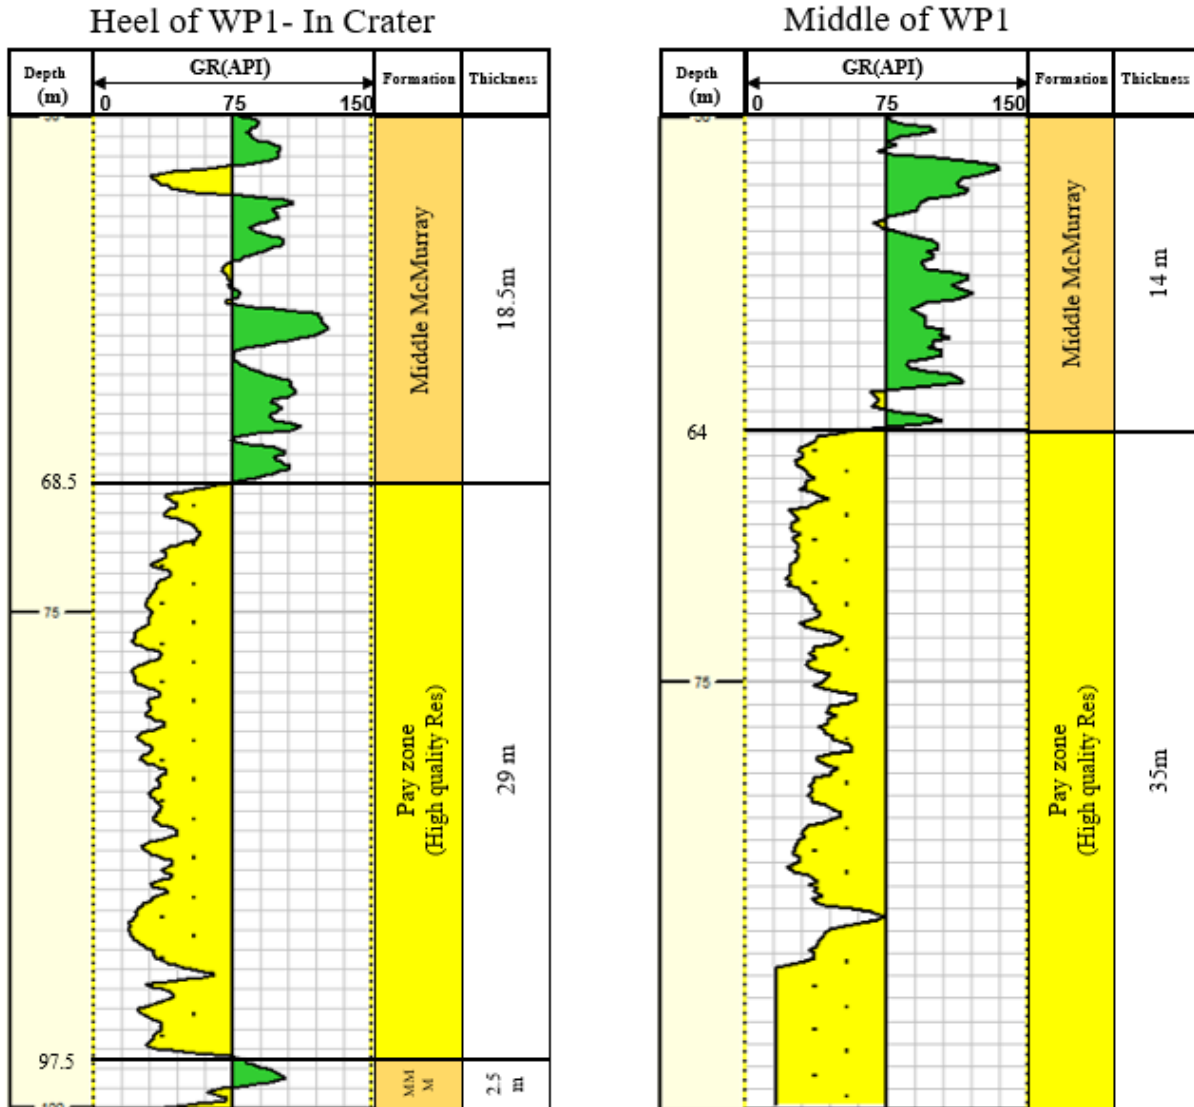 Heel of WP1- In Crater
Depth
(m)
GR(API)
0 75 150
Formation
Thickness
Middle McMurray
18.5m
68.5
75
Pay zone
(High quality Res)
29 m
97.5
MM
M
2.5
m
Middle of WP1
Depth
(m)
GR(API)
0 75 150
Formation
Thickness
Middle McMurray
14 m
64
75
Pay zone
(High quality Res)
35m